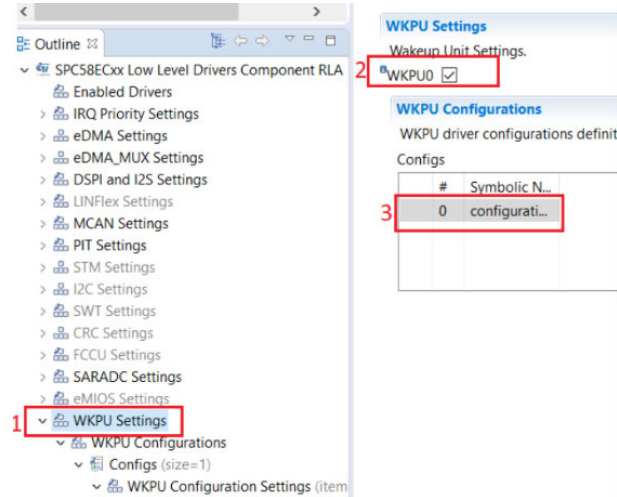 Outline
SPC58ECxx Low Level Drivers Component RLA
Enabled Drivers
IRQ Priority Settings
eDMA Settings
eDMA_MUX Settings
DSPI and I2S Settings
LINFlex Settings
MCAN Settings
PIT Settings
STM Settings
I2C Settings
SWT Settings
CRC Settings
FCCU Settings
SARADC Settings
eMIOS Settings
1 WKPU Settings
WKPU Configurations
Configs (size=1)
WKPU Configuration Settings (item
WKPU Settings
Wakeup Unit Settings.
2 WKPU0
WKPU Configurations
WKPU driver configurations definit
Configs
# Symbolic N...
3 0 configurati...